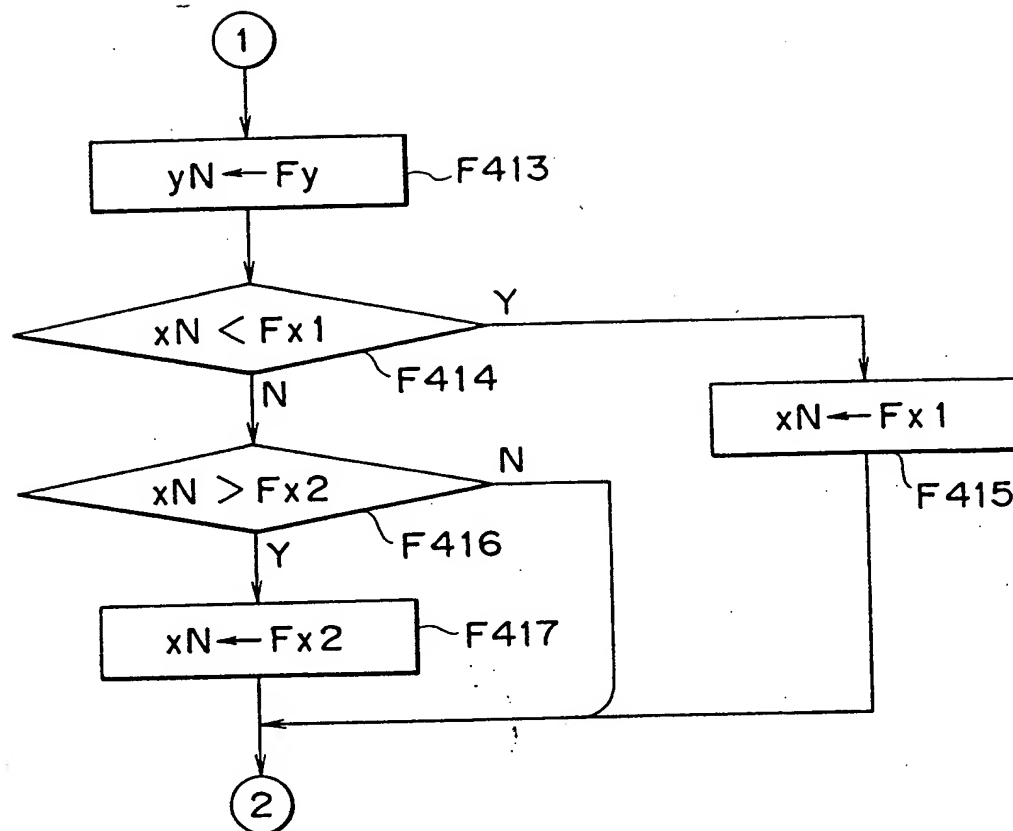 1
yN ← Fy
F413
xN < Fx1
Y
F414
N
xN ← Fx1
F415
xN > Fx2
N
F416
Y
xN ← Fx2
F417
2